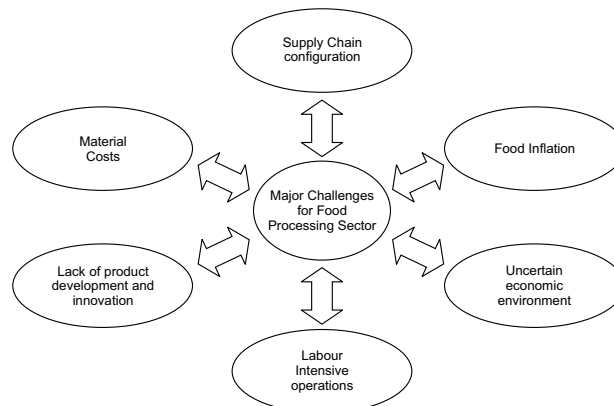 Supply Chain
configuration
Material
Costs
Food Inflation
Major Challenges
for Food
Processing Sector
Lack of product
development and
innovation
Uncertain
economic
environment
Labour
Intensive
operations